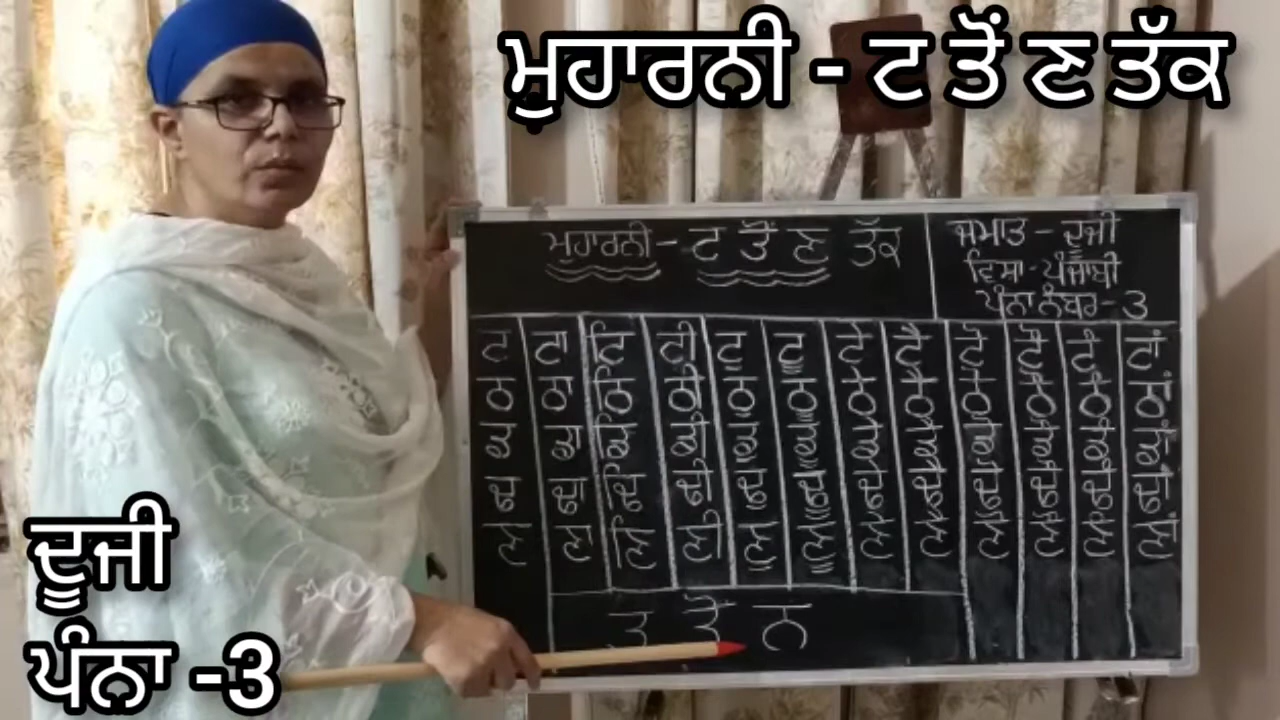 ਮੁਹਾਰਨੀ - ਟ ਤੋਂ ਣ ਤੱਕ
ਮੁਹਾਰਨੀ - ਟ ਤੋਂ ਣ ਤੱਕ
ਜਮਾਤ - ਦੂਜੀ
ਵਿਸ਼ਾ - ਪੰਜਾਬੀ
ਪੰਨਾ ਨੰਬਰ - 3
ਟ ਟਾ ਟਿ ਟੀ ਟੁ ਟੂ ਟੇ ਟੈ ਟੋ ਟੌ ਟੰ ਟਾਂ
ਠ ਠਾ ਠਿ ਠੀ ਠੁ ਠੂ ਠੇ ਠੈ ਠੋ ਠੌ ਠੰ ਠਾਂ
ਡ ਡਾ ਡਿ ਡੀ ਡੁ ਡੂ ਡੇ ਡੈ ਡੋ ਡੌ ਡੰ ਡਾਂ
ਢ ਢਾ ਢਿ ਢੀ ਢੁ ਢੂ ਢੇ ਢੈ ਢੋ ਢੌ ਢੰ ਢਾਂ
ਣ ਣਾ ਣਿ ਣੀ ਣੁ ਣੂ ਣੇ ਣੈ ਣੋ ਣੌ ਣੰ ਣਾਂ
ਤ ਤੋਂ ਨ
ਦੂਜੀ
ਪੰਨਾ -3